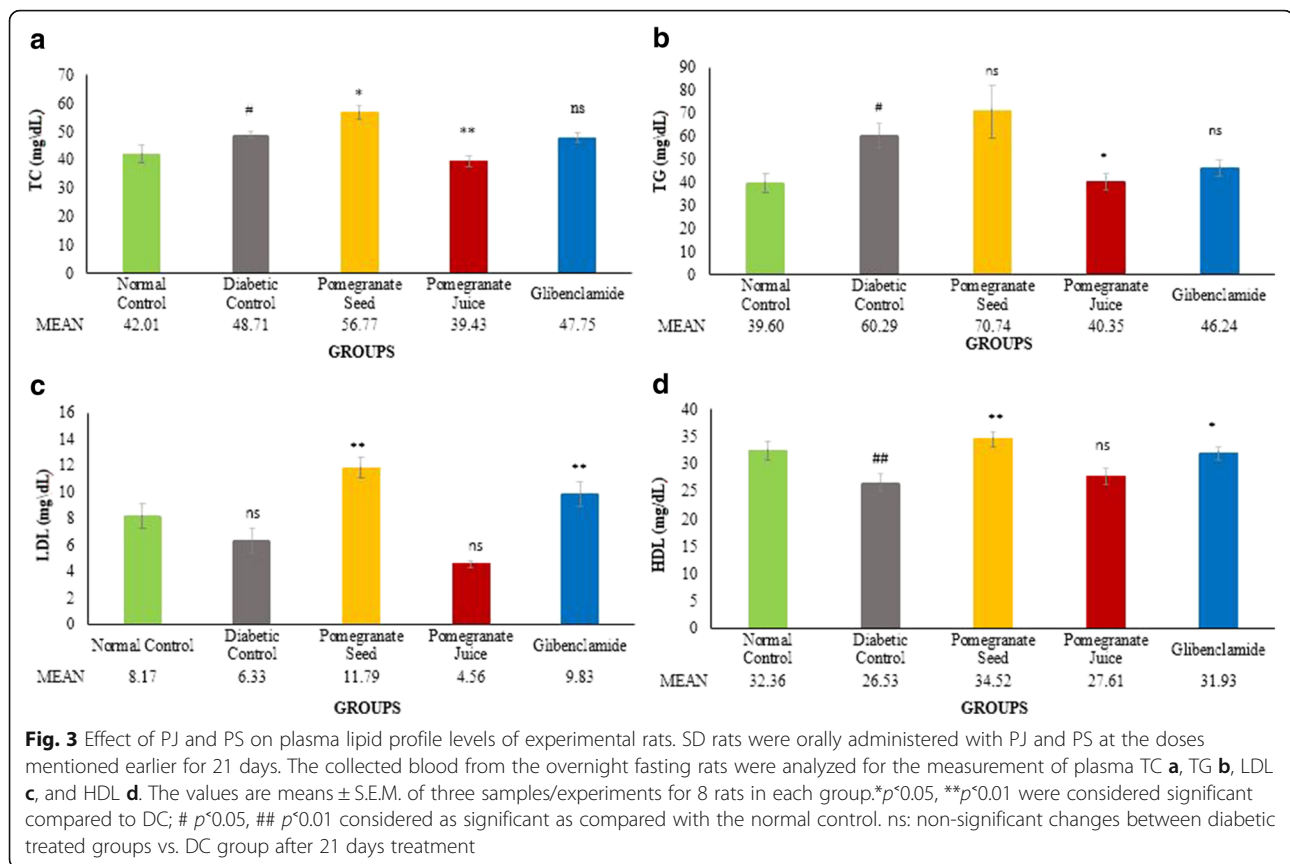 a
TC (mg\dL)
70
60
50
40
30
20
10
0
#
*
**
ns
Normal Control
Diabetic Control
Pomegranate Seed
Pomegranate Juice
Glibenclamide
MEAN 42.01 48.71 56.77 39.43 47.75
GROUPS
b
TG (mg\dL)
90
80
70
60
50
40
30
20
10
0
#
ns
*
ns
Normal Control
Diabetic Control
Pomegranate Seed
Pomegranate Juice
Glibenclamide
MEAN 39.60 60.29 70.74 40.35 46.24
GROUPS
c
LDL (mg\dL)
16
14
12
10
8
6
4
2
0
ns
**
ns
**
Normal Control
Diabetic Control
Pomegranate Seed
Pomegranate Juice
Glibenclamide
MEAN 8.17 6.33 11.79 4.56 9.83
GROUPS
d
HDL (mg/dL)
40
35
30
25
20
15
10
5
0
##
**
ns
*
Normal Control
Diabetic Control
Pomegranate Seed
Pomegranate Juice
Glibenclamide
MEAN 32.36 26.53 34.52 27.61 31.93
GROUPS
Fig. 3 Effect of PJ and PS on plasma lipid profile levels of experimental rats. SD rats were orally administered with PJ and PS at the doses
mentioned earlier for 21 days. The collected blood from the overnight fasting rats were analyzed for the measurement of plasma TC a, TG b, LDL
c, and HDL d. The values are means ± S.E.M. of three samples/experiments for 8 rats in each group.*p<0.05, **p<0.01 were considered significant
compared to DC; # p<0.05, ## p<0.01 considered as significant as compared with the normal control. ns: non-significant changes between diabetic
treated groups vs. DC group after 21 days treatment